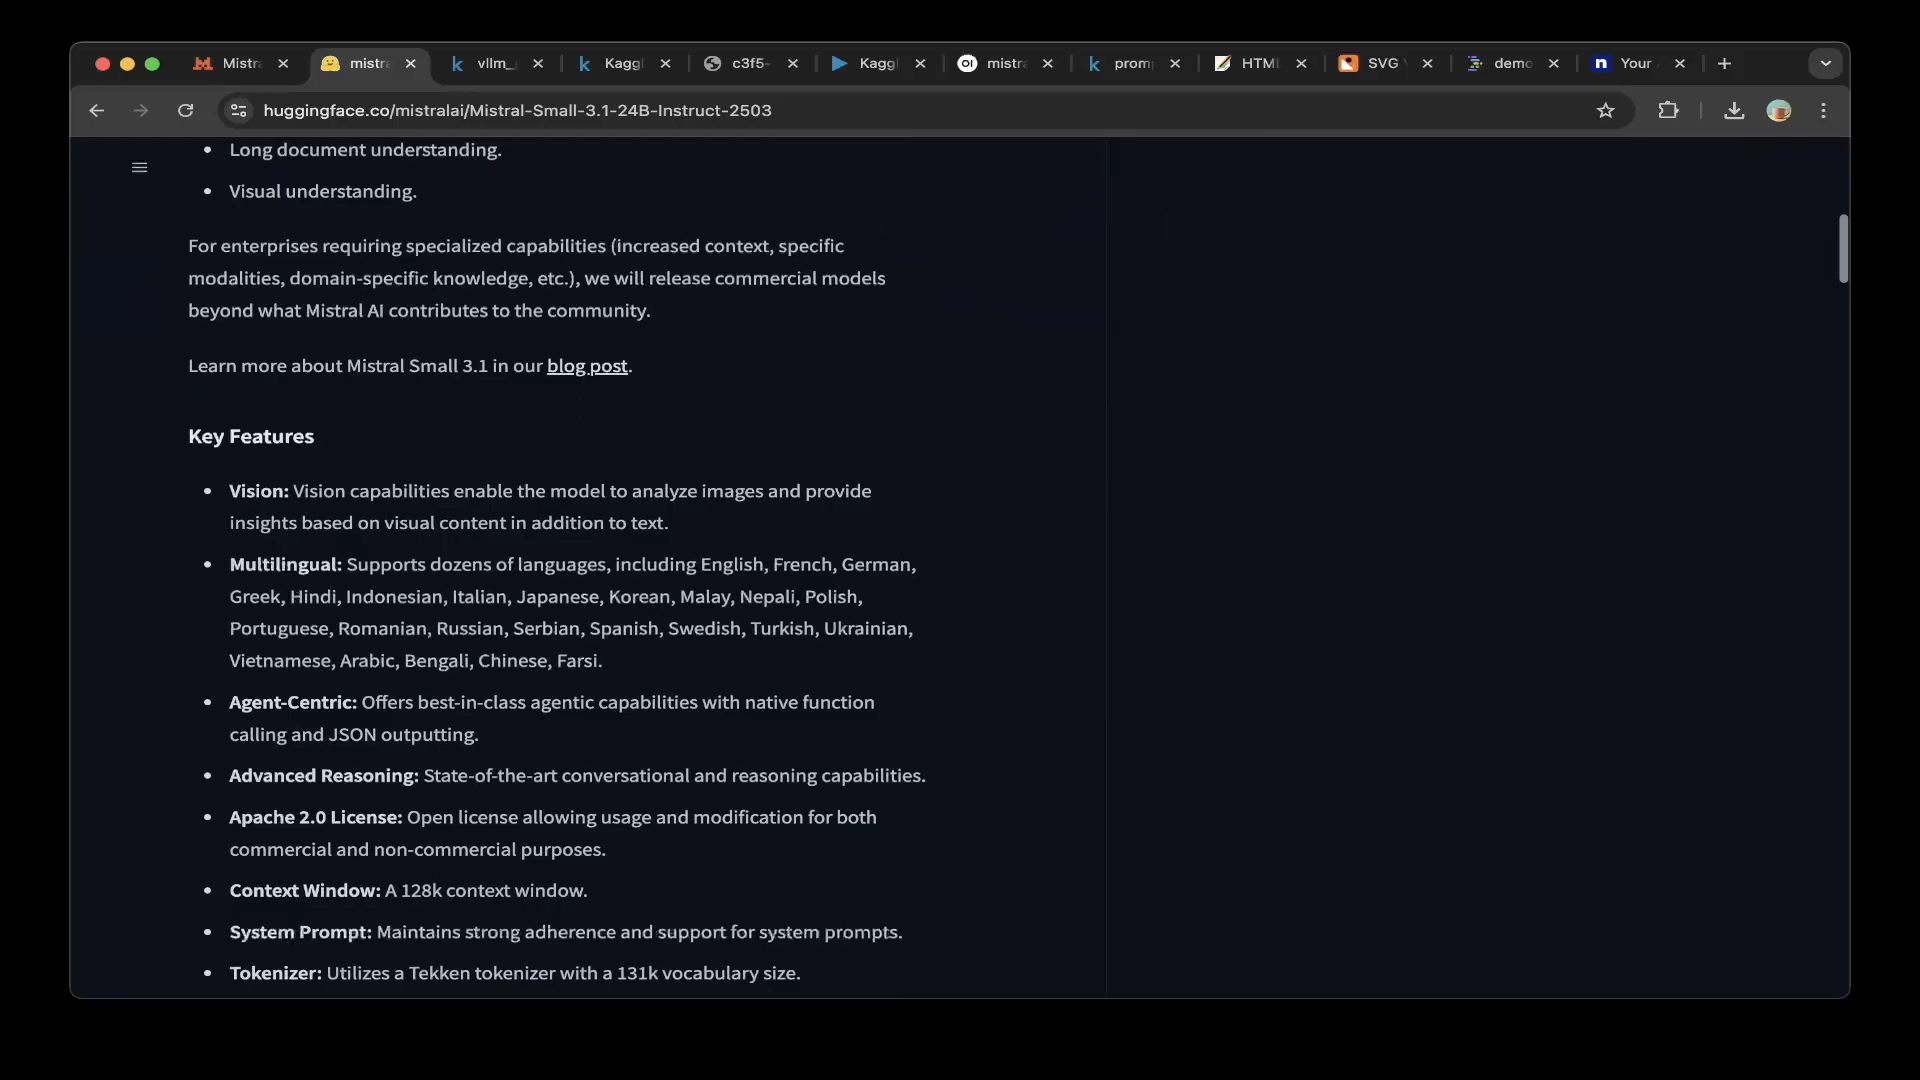 Mistra
mistra
vllm_
Kaggl
c3f5-
Kaggl
mistra
prom
HTML
SVG
demo
Your
huggingface.co/mistralai/Mistral-Small-3.1-24B-Instruct-2503
• Long document understanding.
• Visual understanding.
For enterprises requiring specialized capabilities (increased context, specific
modalities, domain-specific knowledge, etc.), we will release commercial models
beyond what Mistral AI contributes to the community.
Learn more about Mistral Small 3.1 in our blog post.
Key Features
• Vision: Vision capabilities enable the model to analyze images and provide
insights based on visual content in addition to text.
• Multilingual: Supports dozens of languages, including English, French, German,
Greek, Hindi, Indonesian, Italian, Japanese, Korean, Malay, Nepali, Polish,
Portuguese, Romanian, Russian, Serbian, Spanish, Swedish, Turkish, Ukrainian,
Vietnamese, Arabic, Bengali, Chinese, Farsi.
• Agent-Centric: Offers best-in-class agentic capabilities with native function
calling and JSON outputting.
• Advanced Reasoning: State-of-the-art conversational and reasoning capabilities.
• Apache 2.0 License: Open license allowing usage and modification for both
commercial and non-commercial purposes.
• Context Window: A 128k context window.
• System Prompt: Maintains strong adherence and support for system prompts.
• Tokenizer: Utilizes a Tekken tokenizer with a 131k vocabulary size.